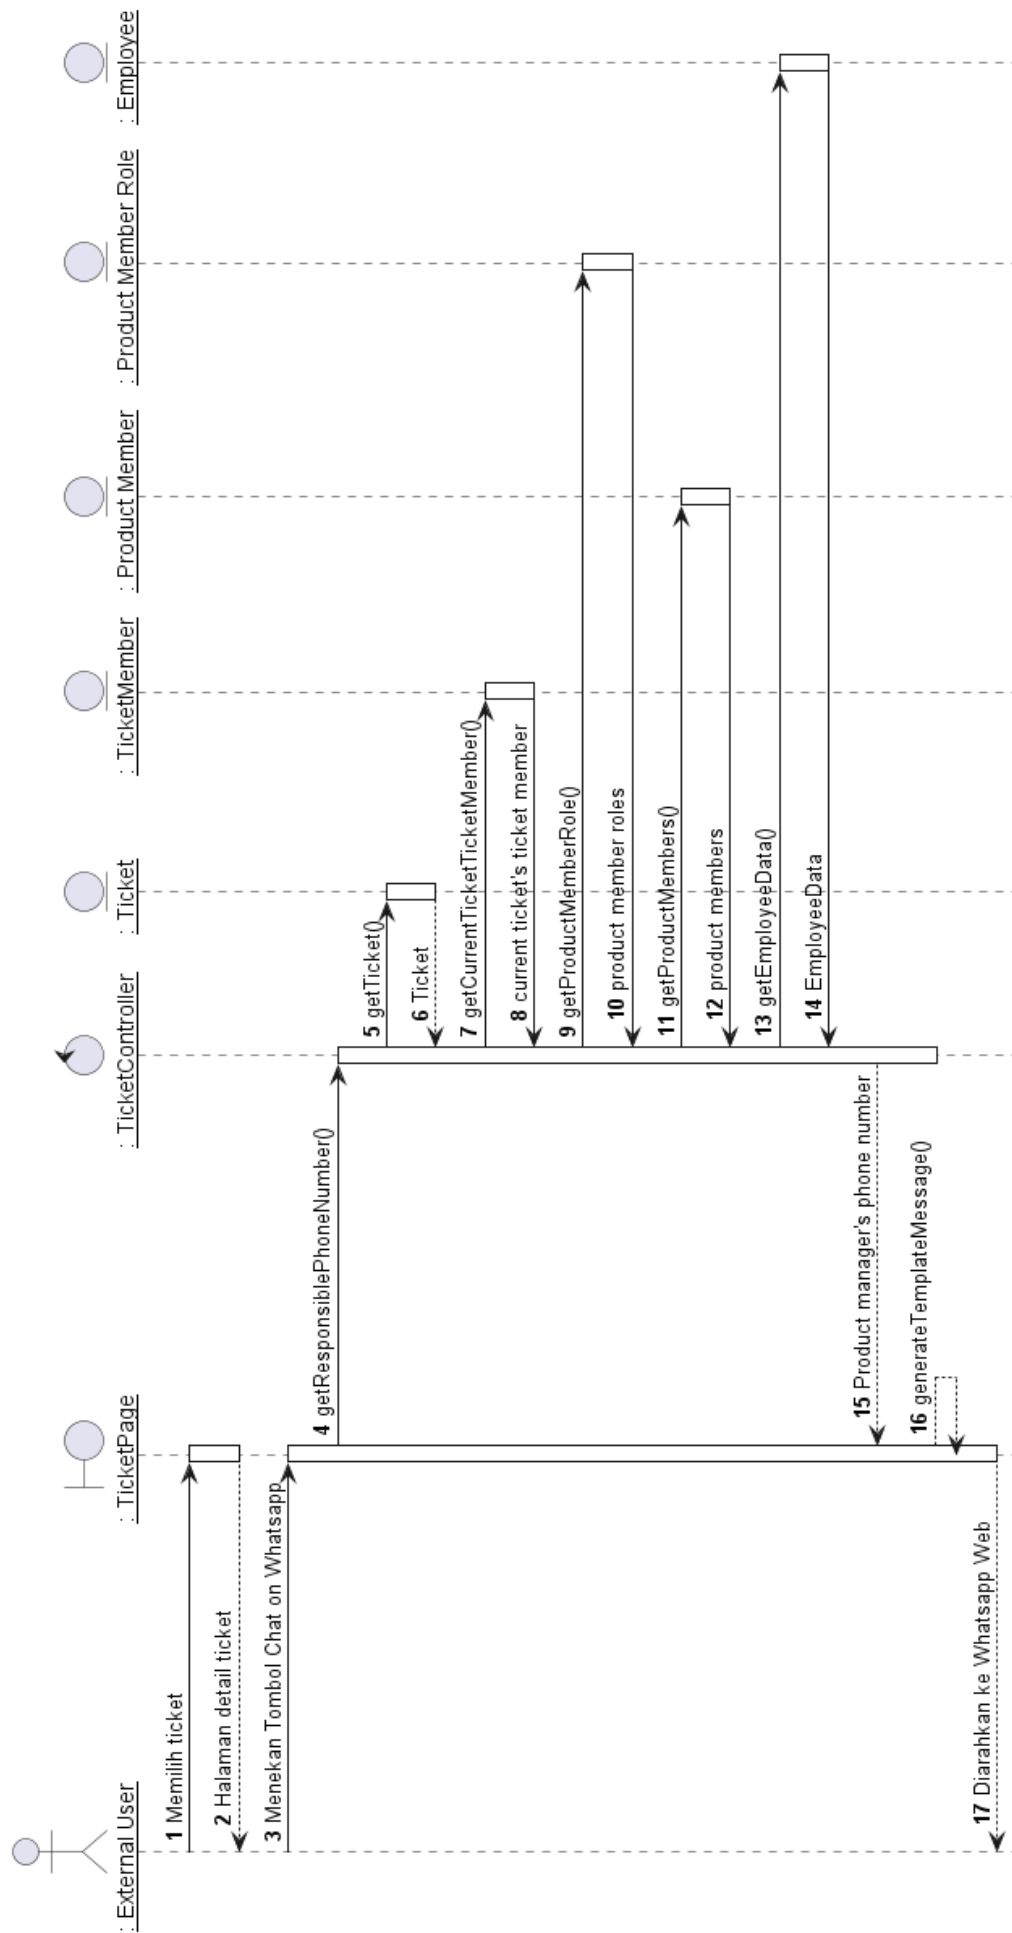 : External User
: TicketPage
: TicketController
: Ticket
: TicketMember
: Product Member
: Product Member Role
: Employee
1 Memilih ticket
2 Halaman detail ticket
3 Menekan Tombol Chat on Whatsapp
4 getResponsiblePhoneNumber()
5 getTicket()
6 Ticket
7 getCurrentTicketTicketMember()
8 current ticket's ticket member
9 getProductMemberRole()
10 product member roles
11 getProductMembers()
12 product members
13 getEmployeeData()
14 EmployeeData
15 Product manager's phone number
16 generateTemplateMessage()
17 Diarahkan ke Whatsapp Web